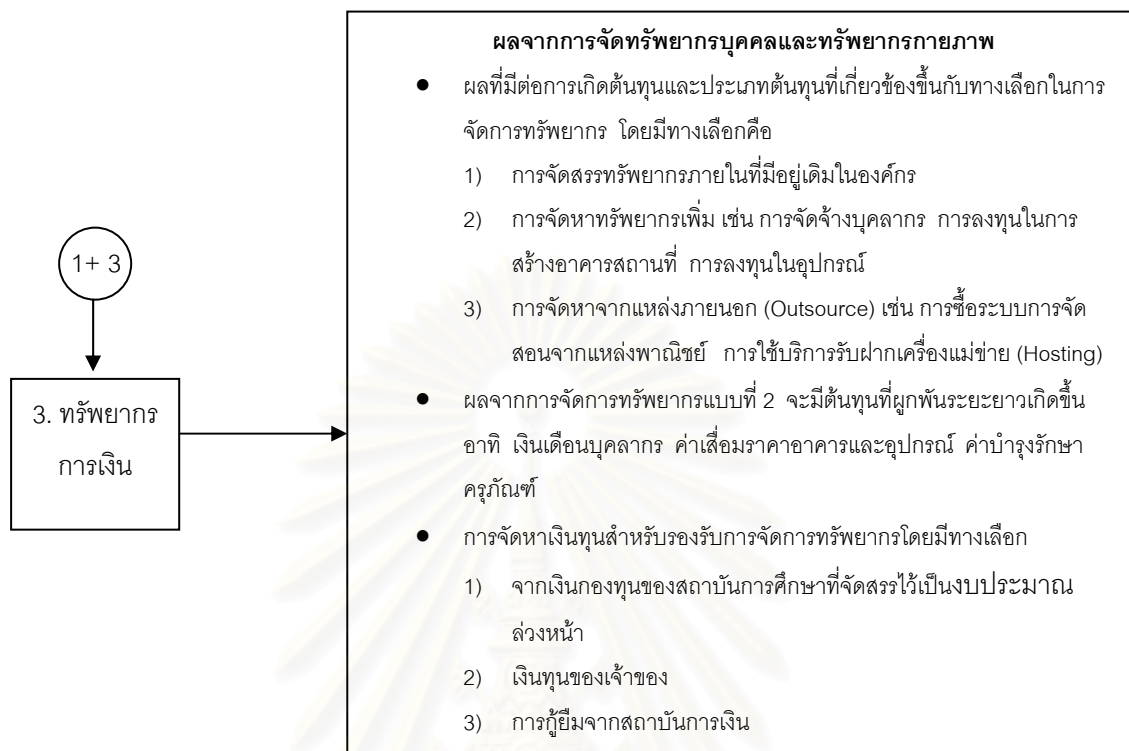 ผลจากการจัดทรัพยากรบุคคลและทรัพยากรกายภาพ
● ผลที่มีต่อการเกิดต้นทุนและประเภทต้นทุนที่เกี่ยวข้องขึ้นกับทางเลือกในการ
จัดการทรัพยากร โดยมีทางเลือกคือ
1) การจัดสรรทรัพยากรภายในที่มีอยู่เดิมในองค์กร
2) การจัดหาทรัพยากรเพิ่ม เช่น การจัดจ้างบุคลากร การลงทุนในการ
สร้างอาคารสถานที่ การลงทุนในอุปกรณ์
3) การจัดหาจากแหล่งภายนอก (Outsource) เช่น การซื้อระบบการจัด
สอนจากแหล่งพาณิชย์ การใช้บริการรับฝากเครื่องแม่ข่าย (Hosting)
● ผลจากการจัดการทรัพยากรแบบที่ 2 จะมีต้นทุนที่ผูกพันระยะยาวเกิดขึ้น
อาทิ เงินเดือนบุคลากร ค่าเสื่อมราคาอาคารและอุปกรณ์ ค่าบำรุงรักษา
ครุภัณฑ์
● การจัดหาเงินทุนสำหรับรองรับการจัดการทรัพยากรโดยมีทางเลือก
1) จากเงินกองทุนของสถาบันการศึกษาที่จัดสรรไว้เป็นงบประมาณ
ล่วงหน้า
2) เงินทุนของเจ้าของ
3) การกู้ยืมจากสถาบันการเงิน
1+ 3
3. ทรัพยากร
การเงิน